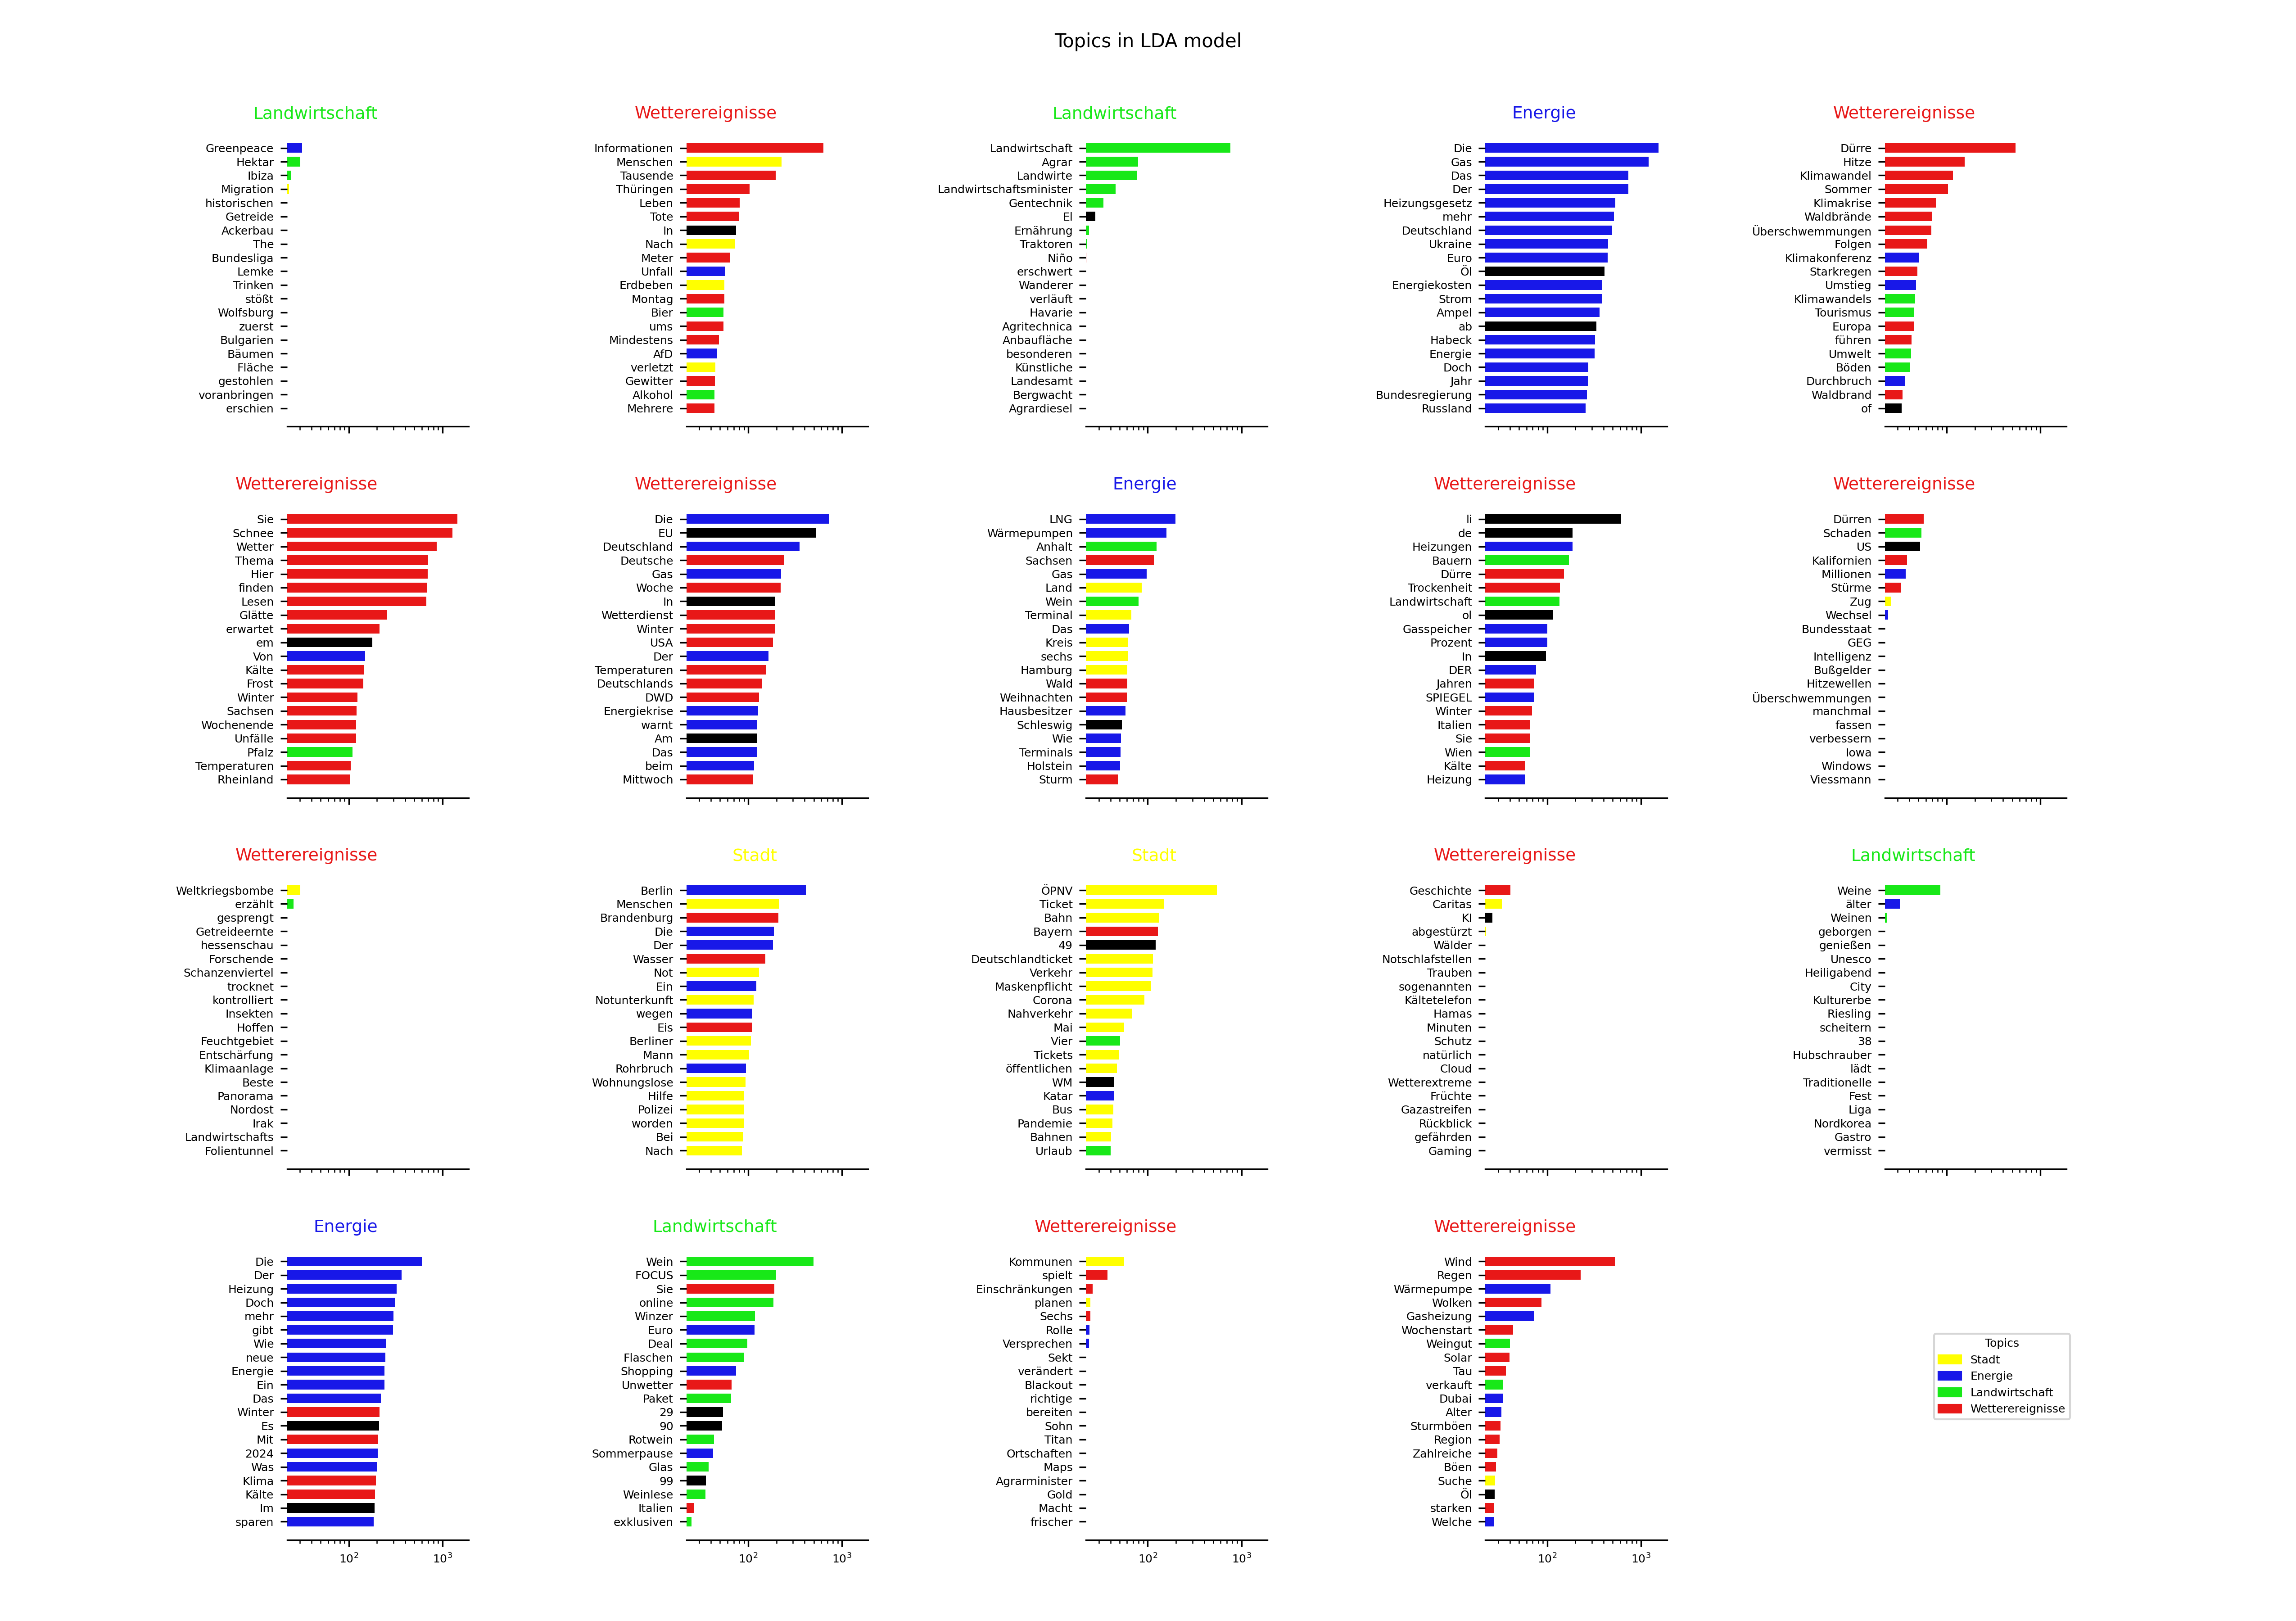 Topics in LDA model
Landwirtschaft
Greenpeace
Hektar
Ibiza
Migration
historischen
Getreide
Ackerbau
The
Bundesliga
Lemke
Trinken
stößt
Wolfsburg
zuerst
Bulgarien
Bäumen
Fläche
gestohlen
voranbringen
erschien
Wetterereignisse
Informationen
Menschen
Tausende
Thüringen
Leben
Tote
In
Nach
Meter
Unfall
Erdbeben
Montag
Bier
ums
Mindestens
AfD
verletzt
Gewitter
Alkohol
Mehrere
Landwirtschaft
Landwirtschaft
Agrar
Landwirte
Landwirtschaftsminister
Gentechnik
El
Ernährung
Traktoren
Niño
erschwert
Wanderer
verläuft
Havarie
Agritechnica
Anbaufläche
besonderen
Künstliche
Landesamt
Bergwacht
Agrardiesel
Energie
Die
Gas
Das
Der
Heizungsgesetz
mehr
Deutschland
Ukraine
Euro
Öl
Energiekosten
Strom
Ampel
ab
Habeck
Energie
Doch
Jahr
Bundesregierung
Russland
Wetterereignisse
Dürre
Hitze
Klimawandel
Sommer
Klimakrise
Waldbrände
Überschwemmungen
Folgen
Klimakonferenz
Starkregen
Umstieg
Klimawandels
Tourismus
Europa
führen
Umwelt
Böden
Durchbruch
Waldbrand
of
Wetterereignisse
Sie
Schnee
Wetter
Thema
Hier
finden
Lesen
Glätte
erwartet
em
Von
Kälte
Frost
Winter
Sachsen
Wochenende
Unfälle
Pfalz
Temperaturen
Rheinland
Wetterereignisse
Die
EU
Deutschland
Deutsche
Gas
Woche
In
Wetterdienst
Winter
USA
Der
Temperaturen
Deutschlands
DWD
Energiekrise
warnt
Am
Das
beim
Mittwoch
Energie
LNG
Wärmepumpen
Anhalt
Sachsen
Gas
Land
Wein
Terminal
Das
Kreis
sechs
Hamburg
Wald
Weihnachten
Hausbesitzer
Schleswig
Wie
Terminals
Holstein
Sturm
Wetterereignisse
li
de
Heizungen
Bauern
Dürre
Trockenheit
Landwirtschaft
ol
Gasspeicher
Prozent
In
DER
Jahren
SPIEGEL
Winter
Italien
Sie
Wien
Kälte
Heizung
Wetterereignisse
Dürren
Schaden
US
Kalifornien
Millionen
Stürme
Zug
Wechsel
Bundesstaat
GEG
Intelligenz
Bußgelder
Hitzewellen
Überschwemmungen
manchmal
fassen
verbessern
Iowa
Windows
Viessmann
Wetterereignisse
Weltkriegsbombe
erzählt
gesprengt
Getreideernte
hessenschau
Forschende
Schanzenviertel
trocknet
kontrolliert
Insekten
Hoffen
Feuchtgebiet
Entschärfung
Klimaanlage
Beste
Panorama
Nordost
Irak
Landwirtschafts
Folientunnel
Stadt
Berlin
Menschen
Brandenburg
Die
Der
Wasser
Not
Ein
Notunterkunft
wegen
Eis
Berliner
Mann
Rohrbruch
Wohnungslose
Hilfe
Polizei
worden
Bei
Nach
Stadt
ÖPNV
Ticket
Bahn
Bayern
49
Deutschlandticket
Verkehr
Maskenpflicht
Corona
Nahverkehr
Mai
Vier
Tickets
öffentlichen
WM
Katar
Bus
Pandemie
Bahnen
Urlaub
Wetterereignisse
Geschichte
Caritas
KI
abgestürzt
Wälder
Notschlafstellen
Trauben
sogenannten
Kältetelefon
Hamas
Minuten
Schutz
natürlich
Cloud
Wetterextreme
Früchte
Gazastreifen
Rückblick
gefährden
Gaming
Landwirtschaft
Weine
älter
Weinen
geborgen
genießen
Unesco
Heiligabend
City
Kulturerbe
Riesling
scheitern
38
Hubschrauber
lädt
Traditionelle
Fest
Liga
Nordkorea
Gastro
vermisst
Energie
Die
Der
Heizung
Doch
mehr
gibt
Wie
neue
Energie
Ein
Das
Winter
Es
Mit
2024
Was
Klima
Kälte
Im
sparen
10² 10³
Landwirtschaft
Wein
FOCUS
Sie
online
Winzer
Euro
Deal
Flaschen
Shopping
Unwetter
Paket
29
90
Rotwein
Sommerpause
Glas
99
Weinlese
Italien
exklusiven
10² 10³
Wetterereignisse
Kommunen
spielt
Einschränkungen
planen
Sechs
Rolle
Versprechen
Sekt
verändert
Blackout
richtige
bereiten
Sohn
Titan
Ortschaften
Maps
Agrarminister
Gold
Macht
frischer
10² 10³
Wetterereignisse
Wind
Regen
Wärmepumpe
Wolken
Gasheizung
Wochenstart
Weingut
Solar
Tau
verkauft
Dubai
Alter
Sturmböen
Region
Zahlreiche
Böen
Suche
Öl
starken
Welche
10² 10³
Topics
Stadt
Energie
Landwirtschaft
Wetterereignisse